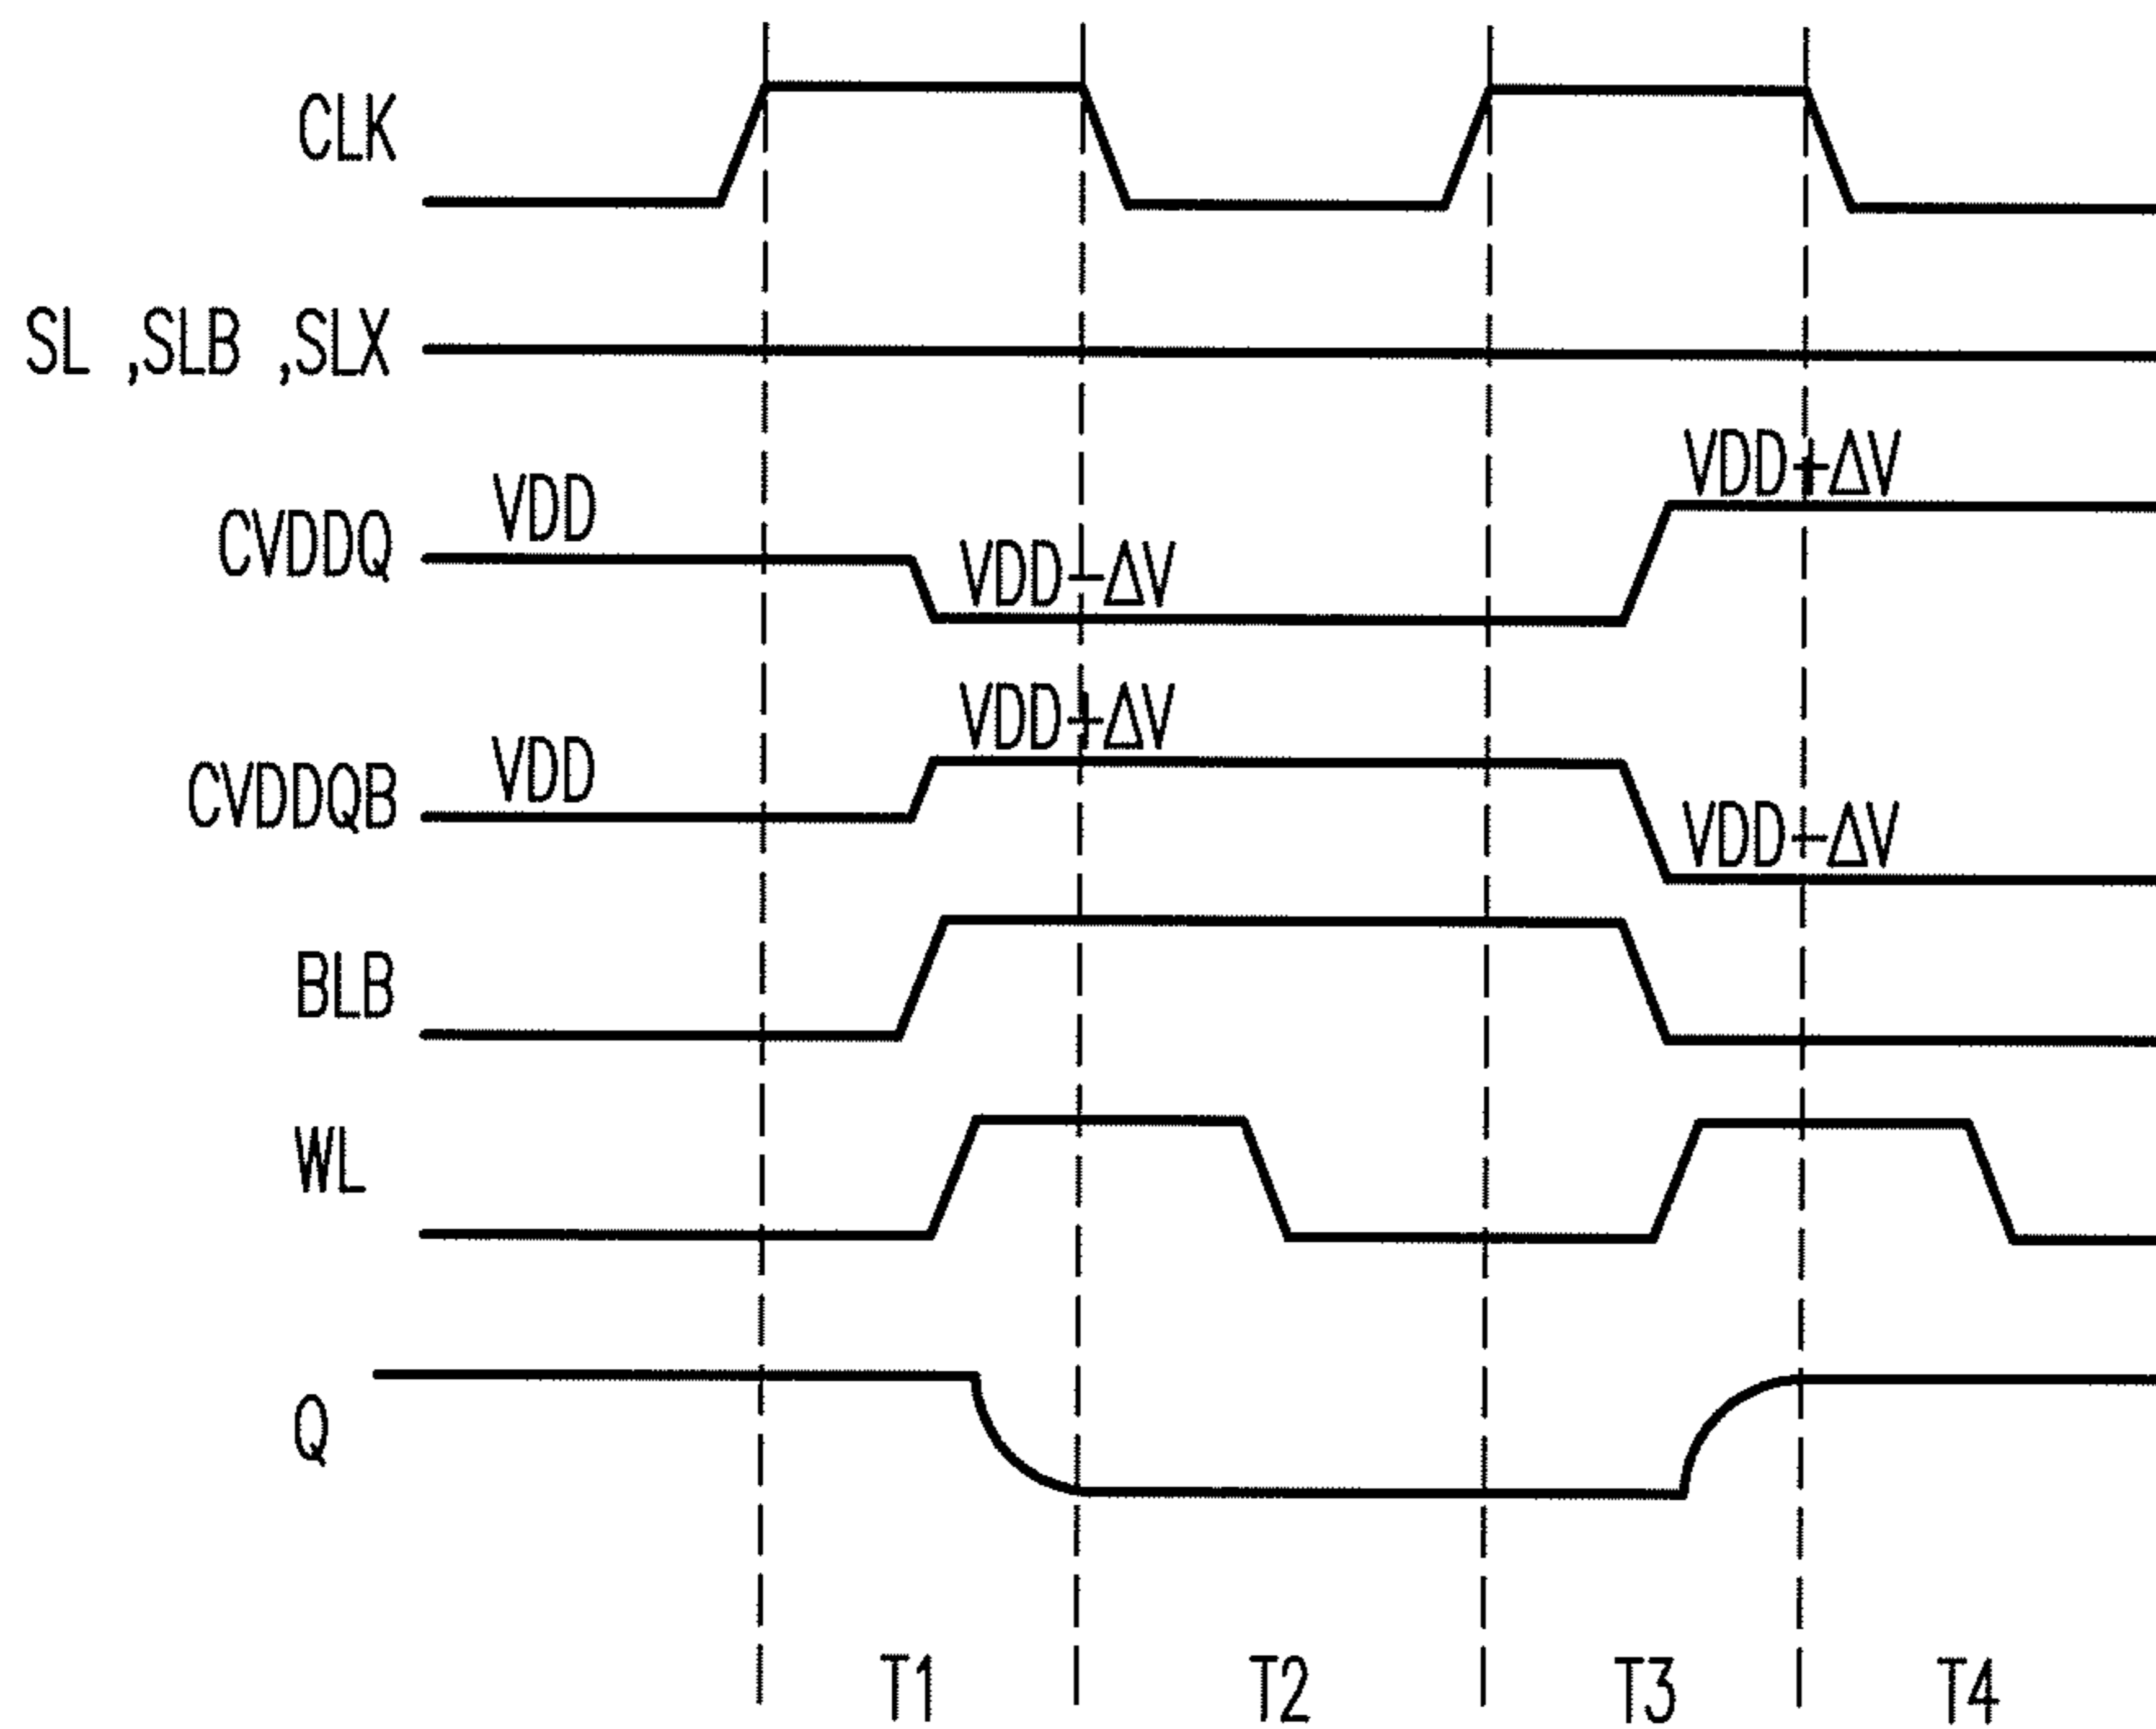 CLK
SL ,SLB ,SLX
VDD+ΔV
VDD
CVDDQ
VDD-ΔV
VDD+ΔV
VDD
CVDDQB
VDD-ΔV
BLB
WL
Q
T1 T2 T3 T4